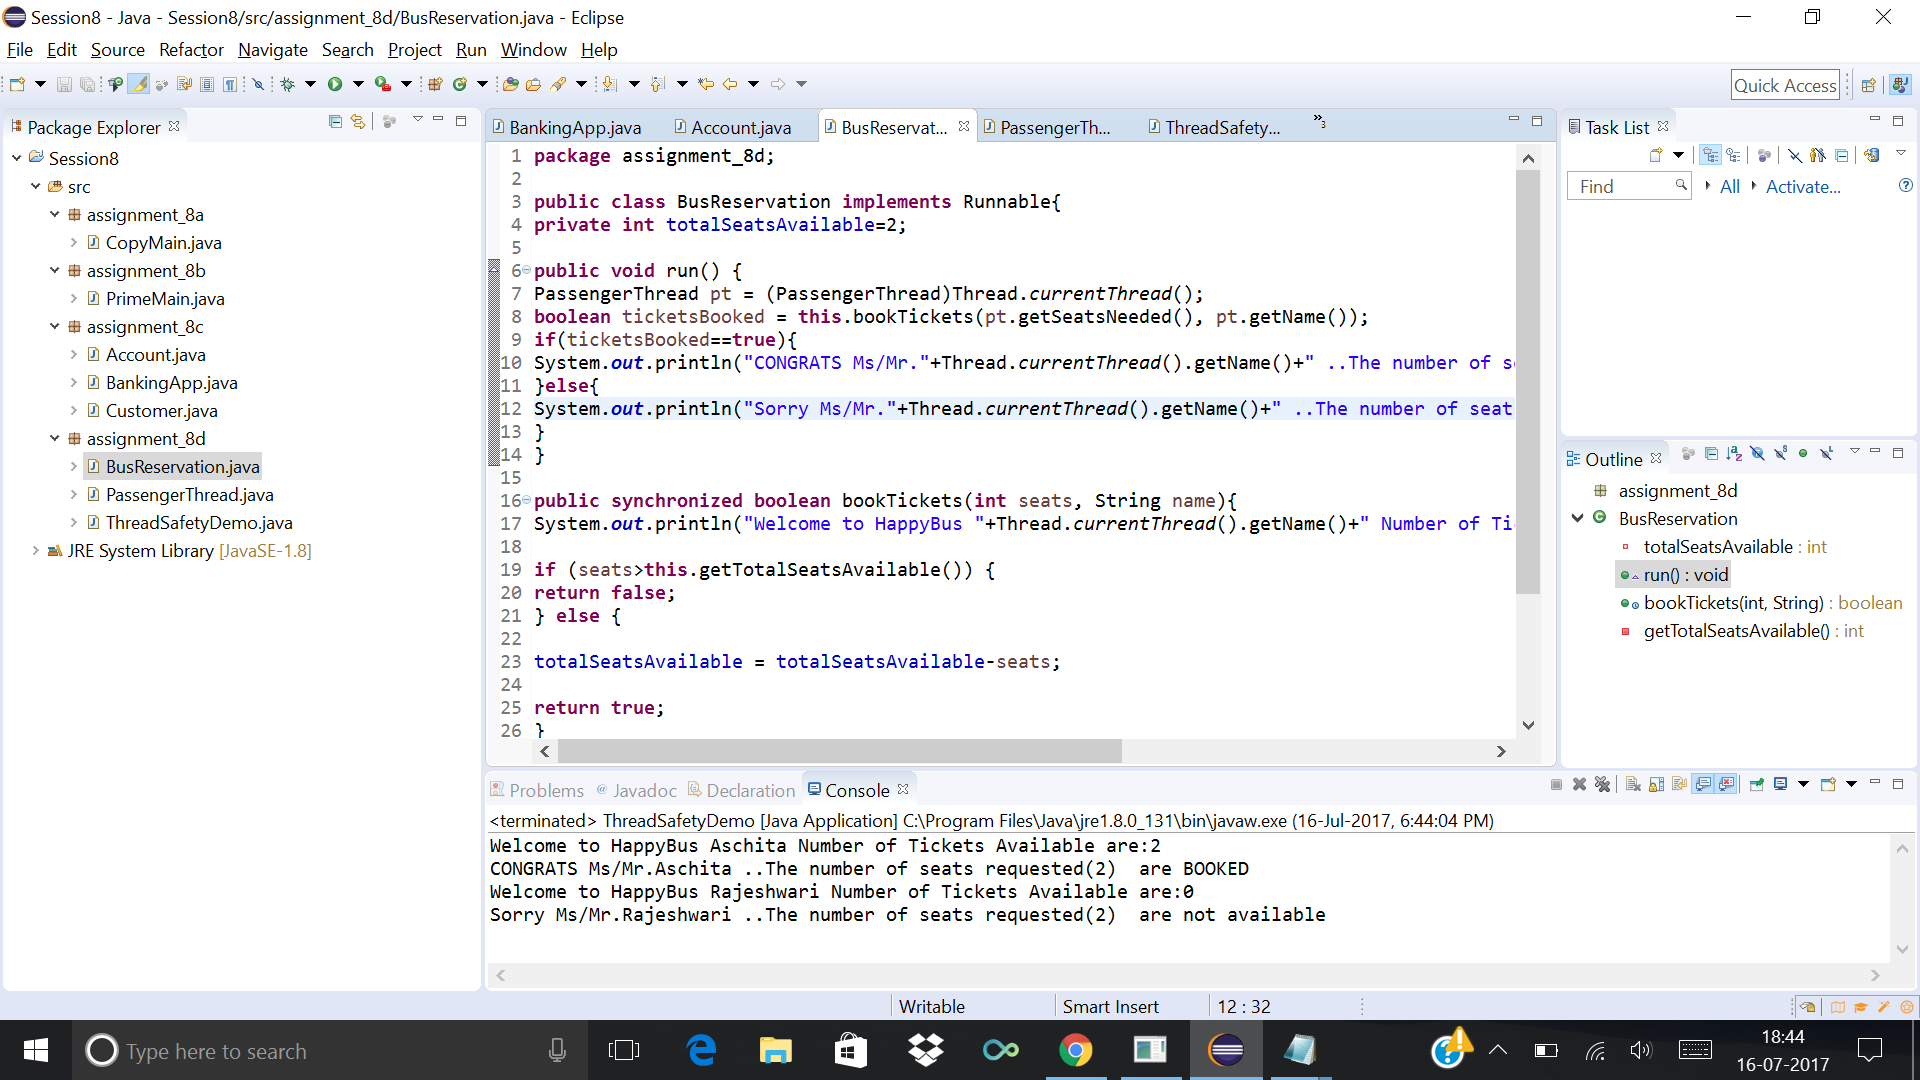 Session8 - Java - Session8/src/assignment_8d/BusReservation.java - Eclipse
File Edit Source Refactor Navigate Search Project Run Window Help
Quick Access
Package Explorer
Session8
src
assignment_8a
CopyMain.java
assignment_8b
PrimeMain.java
assignment_8c
Account.java
BankingApp.java
Customer.java
assignment_8d
BusReservation.java
PassengerThread.java
ThreadSafetyDemo.java
JRE System Library [JavaSE-1.8]
BankingApp.java Account.java BusReservat... PassengerTh... ThreadSafety... »3
1 package assignment_8d;
2
3 public class BusReservation implements Runnable{
4 private int totalSeatsAvailable=2;
5
6 public void run() {
7 PassengerThread pt = (PassengerThread)Thread.currentThread();
8 boolean ticketsBooked = this.bookTickets(pt.getSeatsNeeded(), pt.getName());
9 if(ticketsBooked==true){
10 System.out.println("CONGRATS Ms/Mr."+Thread.currentThread().getName()+" ..The number of s
11 }else{
12 System.out.println("Sorry Ms/Mr."+Thread.currentThread().getName()+" ..The number of seat
13 }
14 }
15
16 public synchronized boolean bookTickets(int seats, String name){
17 System.out.println("Welcome to HappyBus "+Thread.currentThread().getName()+" Number of Ti
18
19 if (seats>this.getTotalSeatsAvailable()) {
20 return false;
21 } else {
22
23 totalSeatsAvailable = totalSeatsAvailable-seats;
24
25 return true;
26 }
Task List
Find All Activate...
Outline
assignment_8d
BusReservation
totalSeatsAvailable : int
run() : void
bookTickets(int, String) : boolean
getTotalSeatsAvailable() : int
Problems @ Javadoc Declaration Console
<terminated> ThreadSafetyDemo [Java Application] C:\Program Files\Java\jre1.8.0_131\bin\javaw.exe (16-Jul-2017, 6:44:04 PM)
Welcome to HappyBus Aschita Number of Tickets Available are:2
CONGRATS Ms/Mr.Aschita ..The number of seats requested(2)  are BOOKED
Welcome to HappyBus Rajeshwari Number of Tickets Available are:0
Sorry Ms/Mr.Rajeshwari ..The number of seats requested(2)  are not available
Writable Smart Insert 12 : 32
Type here to search
18:44
16-07-2017